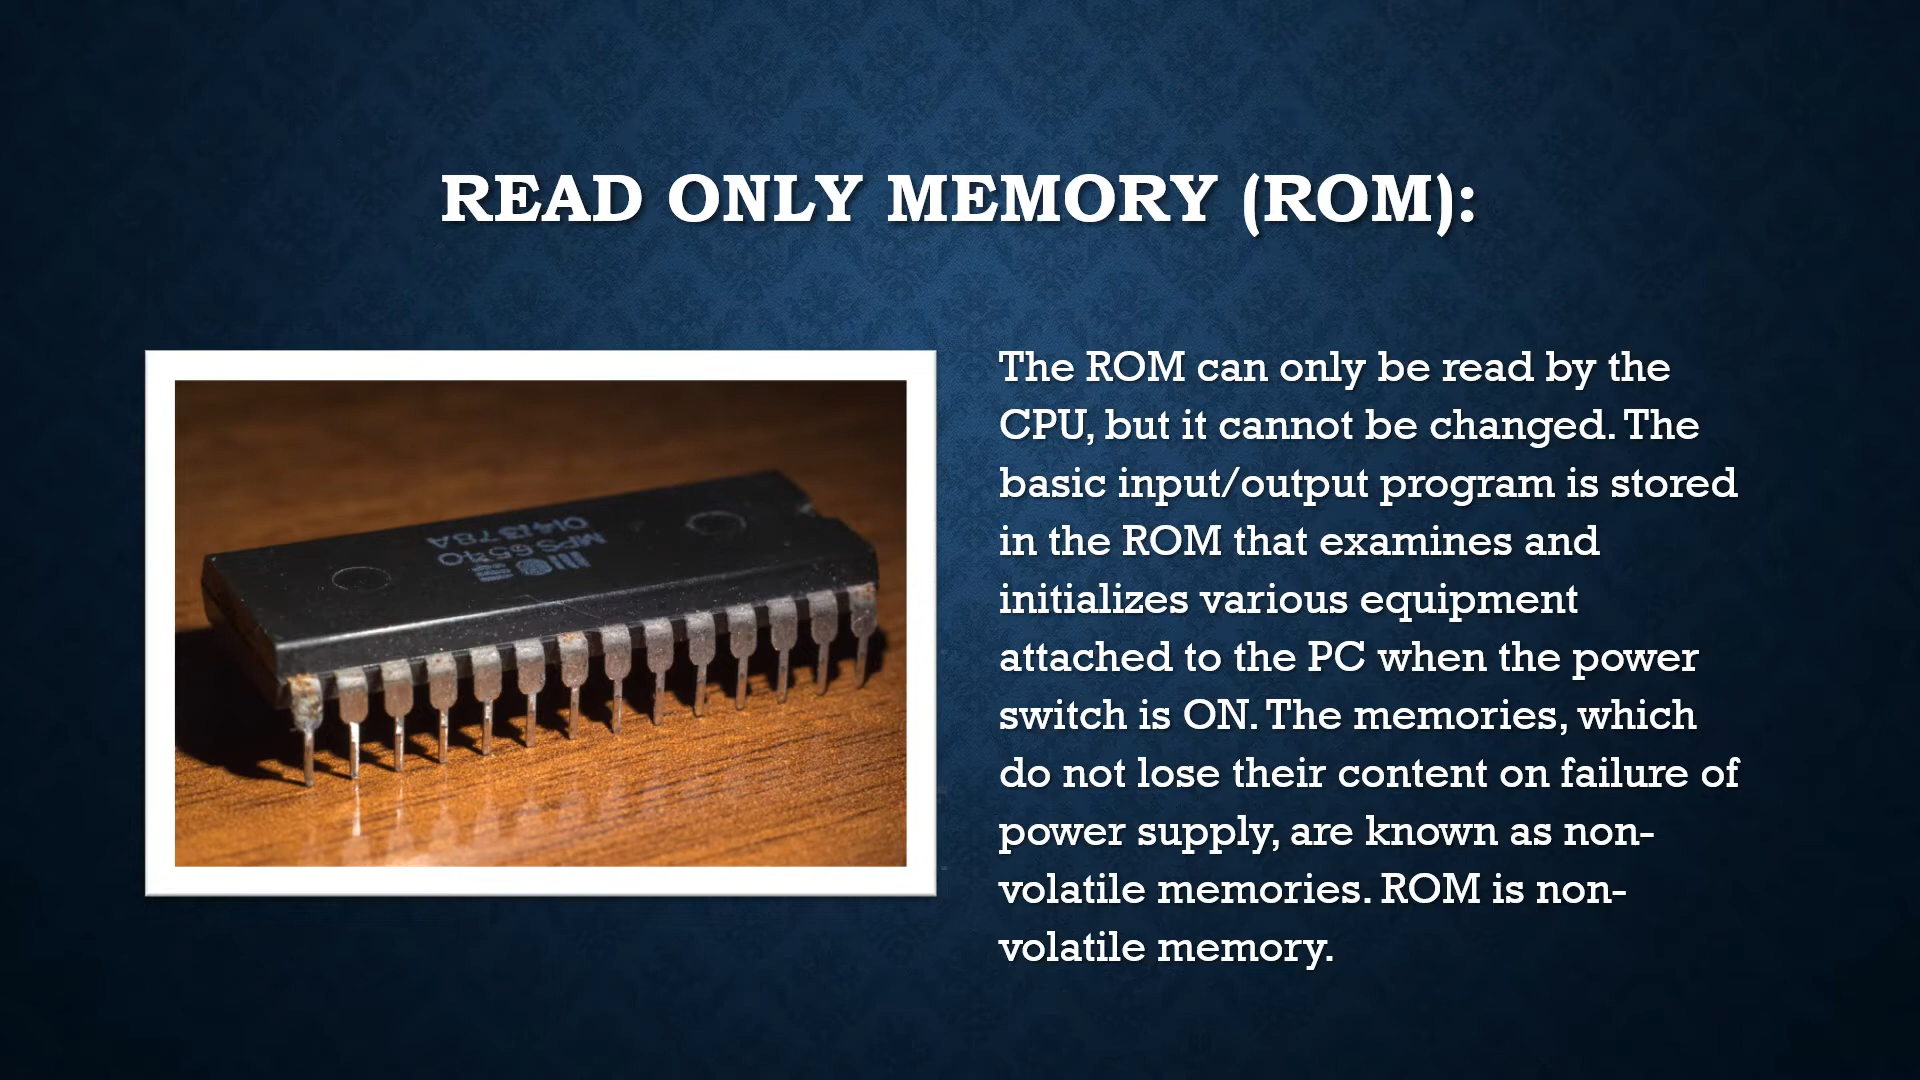 READ ONLY MEMORY (ROM):
The ROM can only be read by the
CPU, but it cannot be changed. The
basic input/output program is stored
in the ROM that examines and
initializes various equipment
attached to the PC when the power
switch is ON. The memories, which
do not lose their content on failure of
power supply, are known as non-
volatile memories. ROM is non-
volatile memory.
MPS 6540